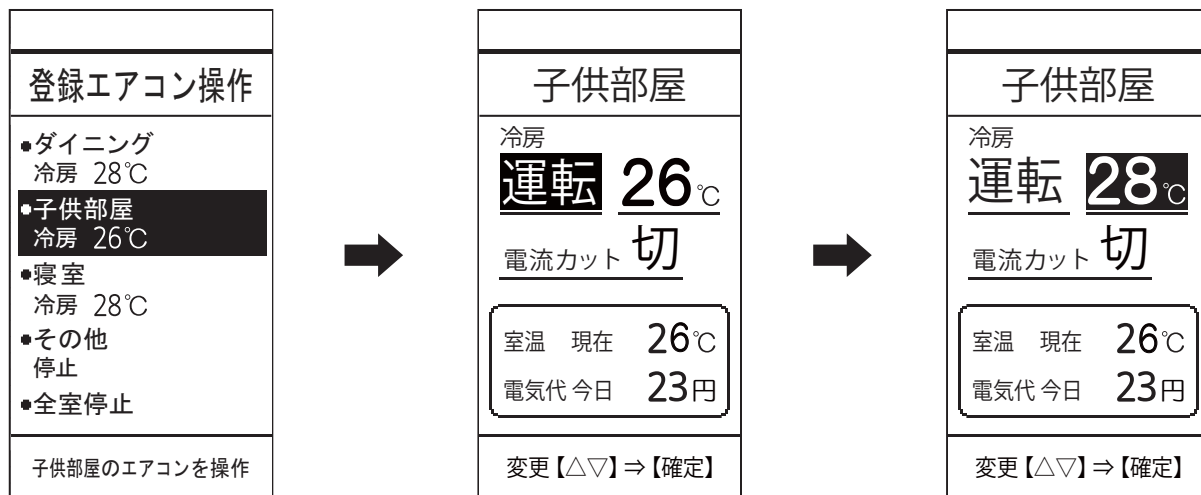 登録エアコン操作
•ダイニング
冷房 28℃
•子供部屋
冷房 26℃
•寝室
冷房 28℃
•その他
停止
•全室停止
子供部屋のエアコンを操作
子供部屋
冷房
運転 26℃
電流カット 切
室温 現在 26℃
電気代 今日 23円
変更【△▽】⇒【確定】
子供部屋
冷房
運転 28℃
電流カット 切
室温 現在 26℃
電気代 今日 23円
変更【△▽】⇒【確定】